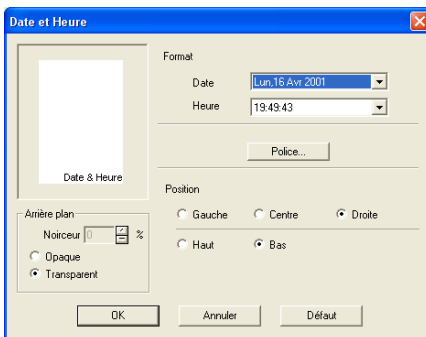 Date et Heure
Date & Heure
Format
Date Lun,16 Avr 2001
Heure 19:49:43
Police...
Position
Gauche Centre Droite
Haut Bas
Arrière plan
Noirceur 0 %
Opaque
Transparent
OK Annuler Défaut